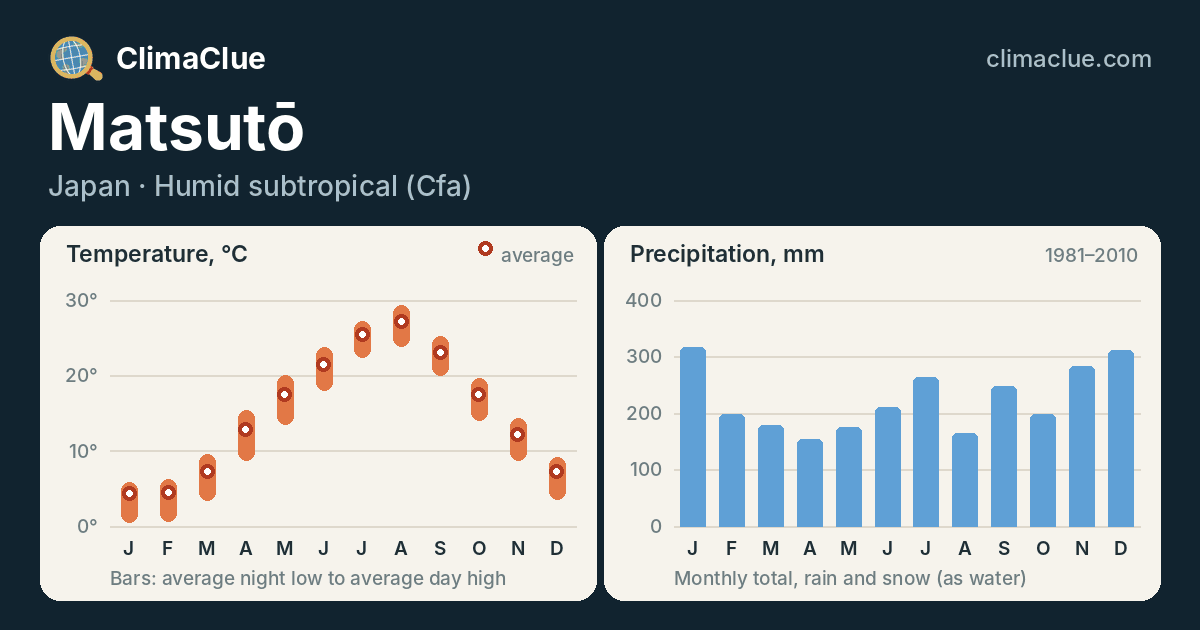 ClimaClue
climaclue.com
Matsutō
Japan · Humid subtropical (Cfa)
Temperature, °C
average
30°
20°
10°
0°
J F M A M J J A S O N D
Bars: average night low to average day high
Precipitation, mm
1981–2010
400
300
200
100
0
J F M A M J J A S O N D
Monthly total, rain and snow (as water)